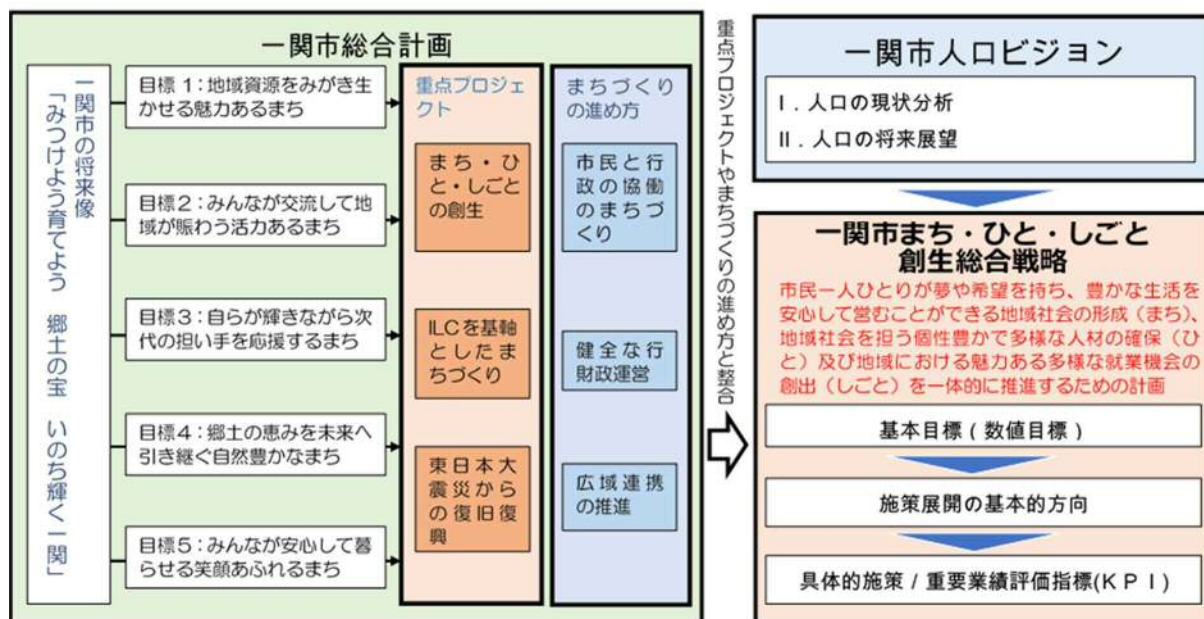 一関市総合計画
一関市の将来像
「みつけよう育てよう 郷土の宝 いのち輝く一関」
目標1：地域資源をみがき生
かせる魅力あるまち
目標2：みんなが交流して地
域が賑わう活力あるまち
目標3：自らが輝きながら次
代の担い手を応援するまち
目標4：郷土の恵みを未来へ
引き継ぐ自然豊かなまち
目標5：みんなが安心して暮
らせる笑顔あふれるまち
重点プロジェ
クト
まち・ひ
と・しごと
の創生
ILCを基軸
としたま
ちづくり
東日本大
震災から
の復旧復
興
まちづくり
の進め方
市民と行
政の協働
のまちづ
くり
健全な行
財政運営
広域連携
の推進
重点プロジェクトやまちづくりの進め方と整合
一関市人口ビジョン
Ⅰ．人口の現状分析
Ⅱ．人口の将来展望
一関市まち・ひと・しごと
創生総合戦略
市民一人ひとりが夢や希望を持ち、豊かな生活を
安心して営むことができる地域社会の形成（まち）、
地域社会を担う個性豊かで多様な人材の確保（ひ
と）及び地域における魅力ある多様な就業機会の
創出（しごと）を一体的に推進するための計画
基本目標（数値目標）
施策展開の基本的方向
具体的施策 / 重要業績評価指標(ＫＰＩ)